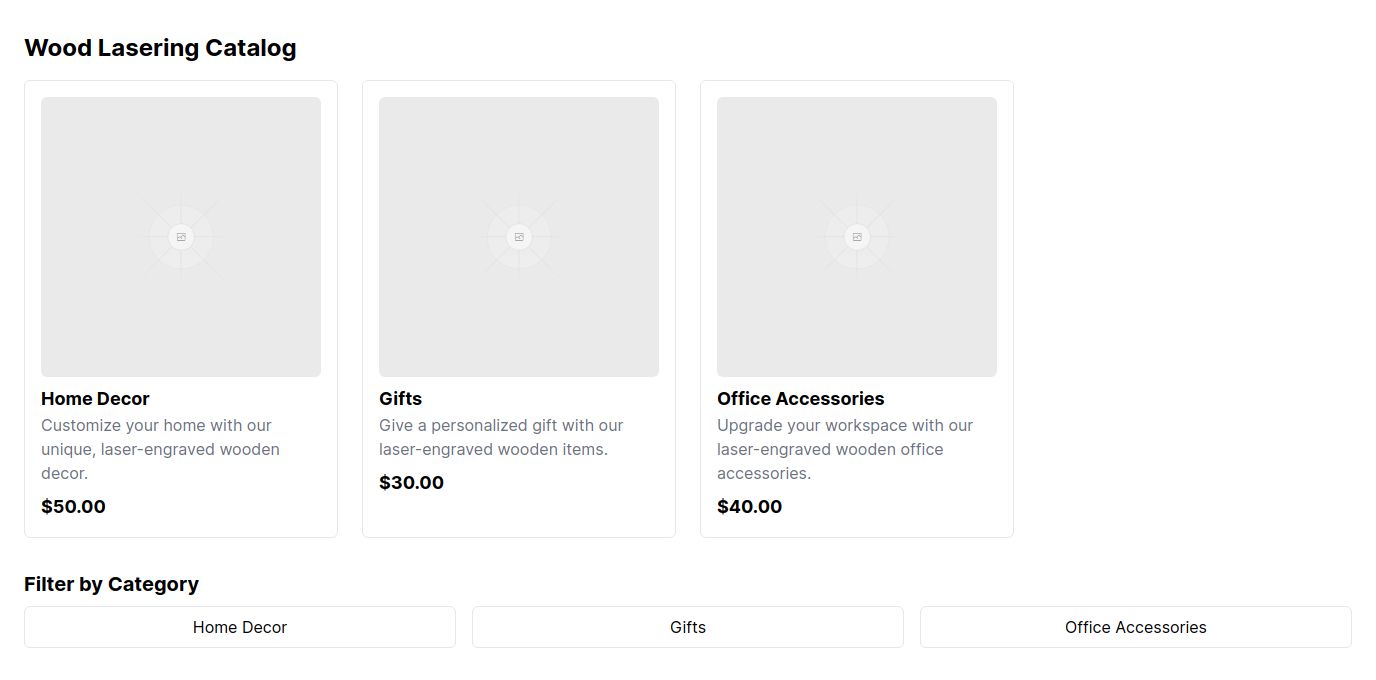 Wood Lasering Catalog
Home Decor
Customize your home with our
unique, laser-engraved wooden
decor.
$50.00
Gifts
Give a personalized gift with our
laser-engraved wooden items.
$30.00
Office Accessories
Upgrade your workspace with our
laser-engraved wooden office
accessories.
$40.00
Filter by Category
Home Decor
Gifts
Office Accessories